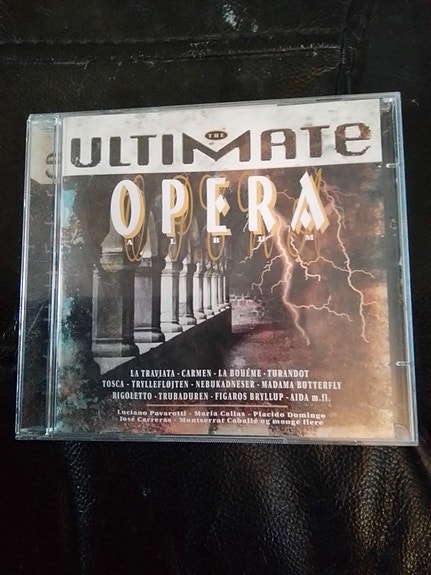 THE
ULTIMATE
OPERA
ALBUM
LA TRAVIATA - CARMEN - LA BOHÉME - TURANDOT
TOSCA - TRYLLEFLØJTEN - NEBUKADNESER - MADAMA BUTTERFLY
RIGOLETTO - TRUBADUREN - FIGAROS BRYLLUP - AIDA m.fl.
Luciano Pavarotti - Maria Callas - Placido Domingo
José Carreras - Montserrat Caballé og mange flere